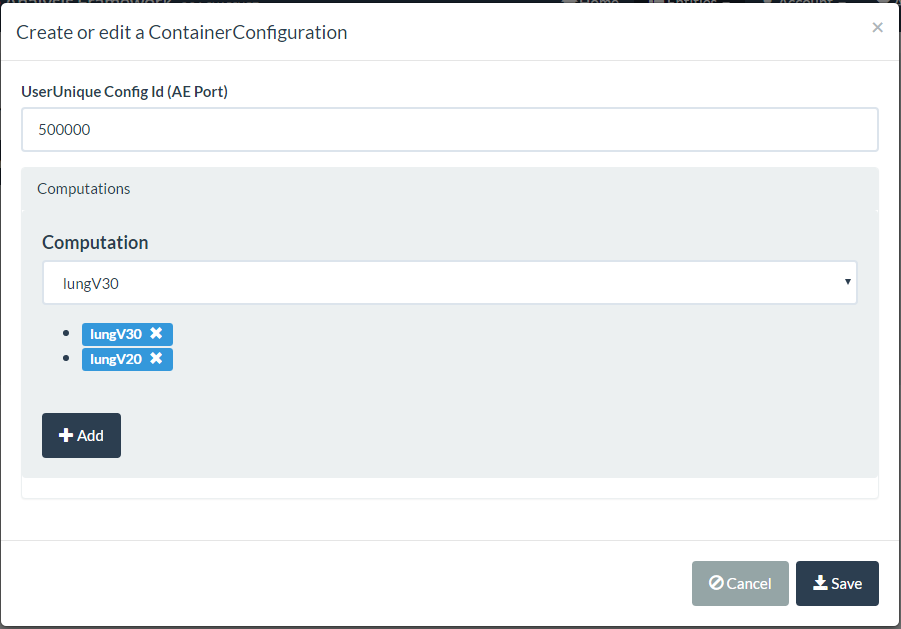 Create or edit a ContainerConfiguration
×
UserUnique Config Id (AE Port)
500000
Computations
Computation
lungV30
lungV30
lungV20
Add
Cancel
Save